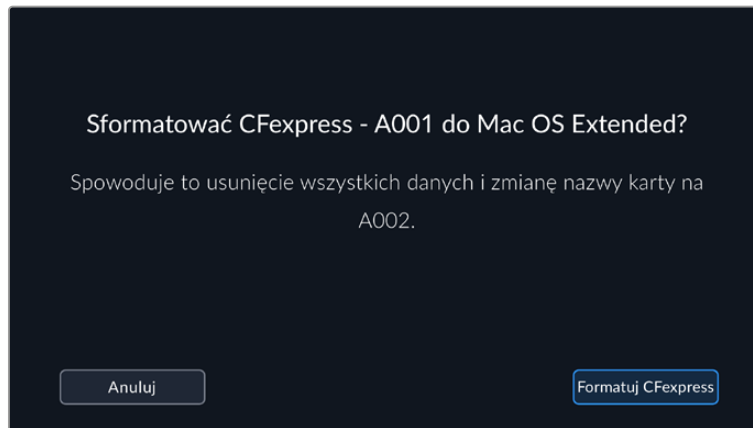 Sformatować CFexpress - A001 do Mac OS Extended?
Spowoduje to usunięcie wszystkich danych i zmianę nazwy karty na
A002.
Anuluj
Formatuj CFexpress